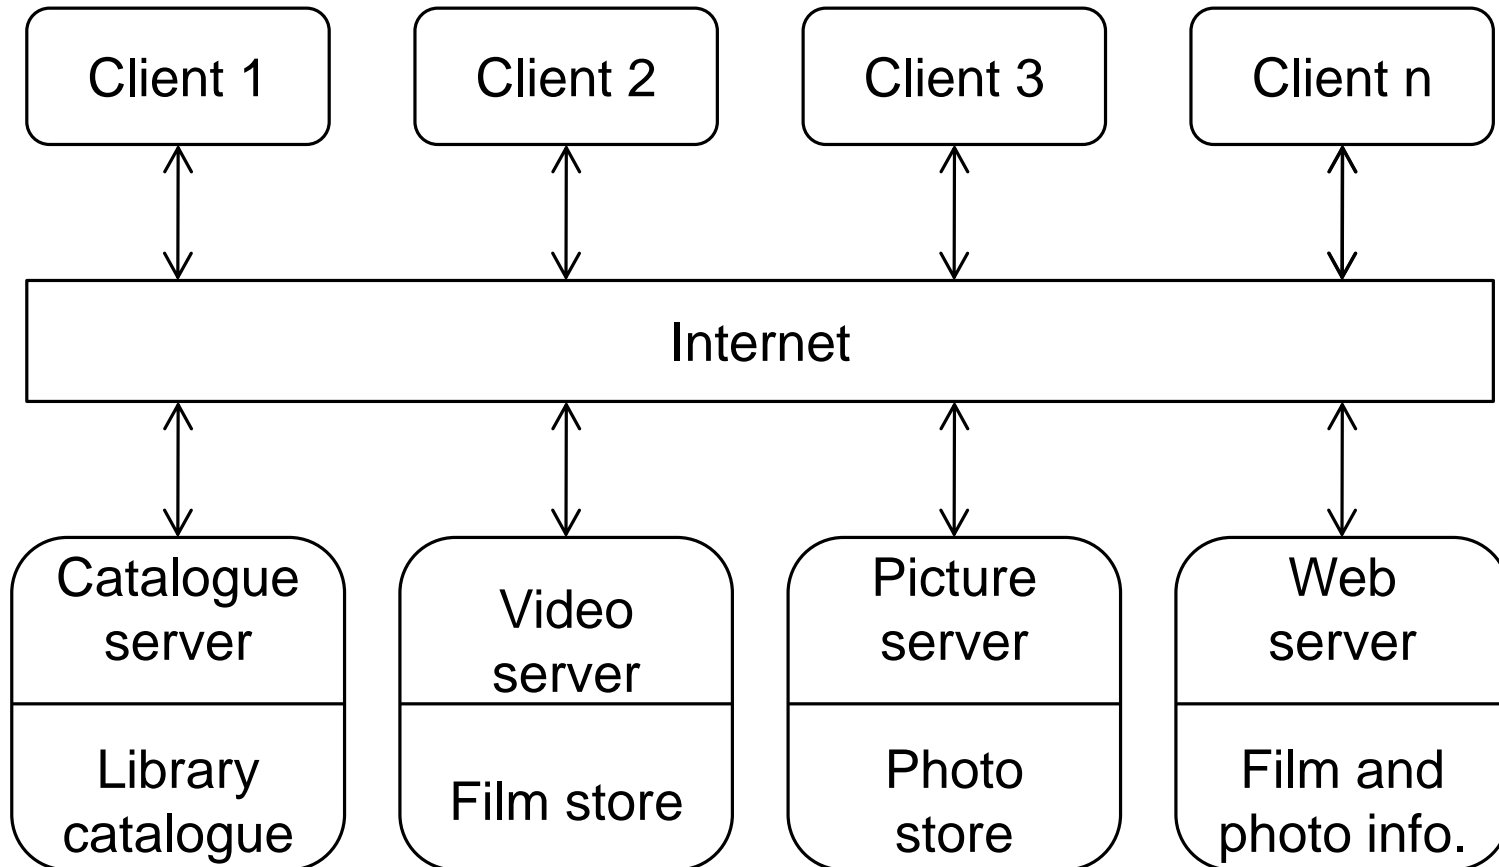 Client 1
Client 2
Client 3
Client n
Internet
Catalogue
server
Library
catalogue
Video
server
Film store
Picture
server
Photo
store
Web
server
Film and
photo info.